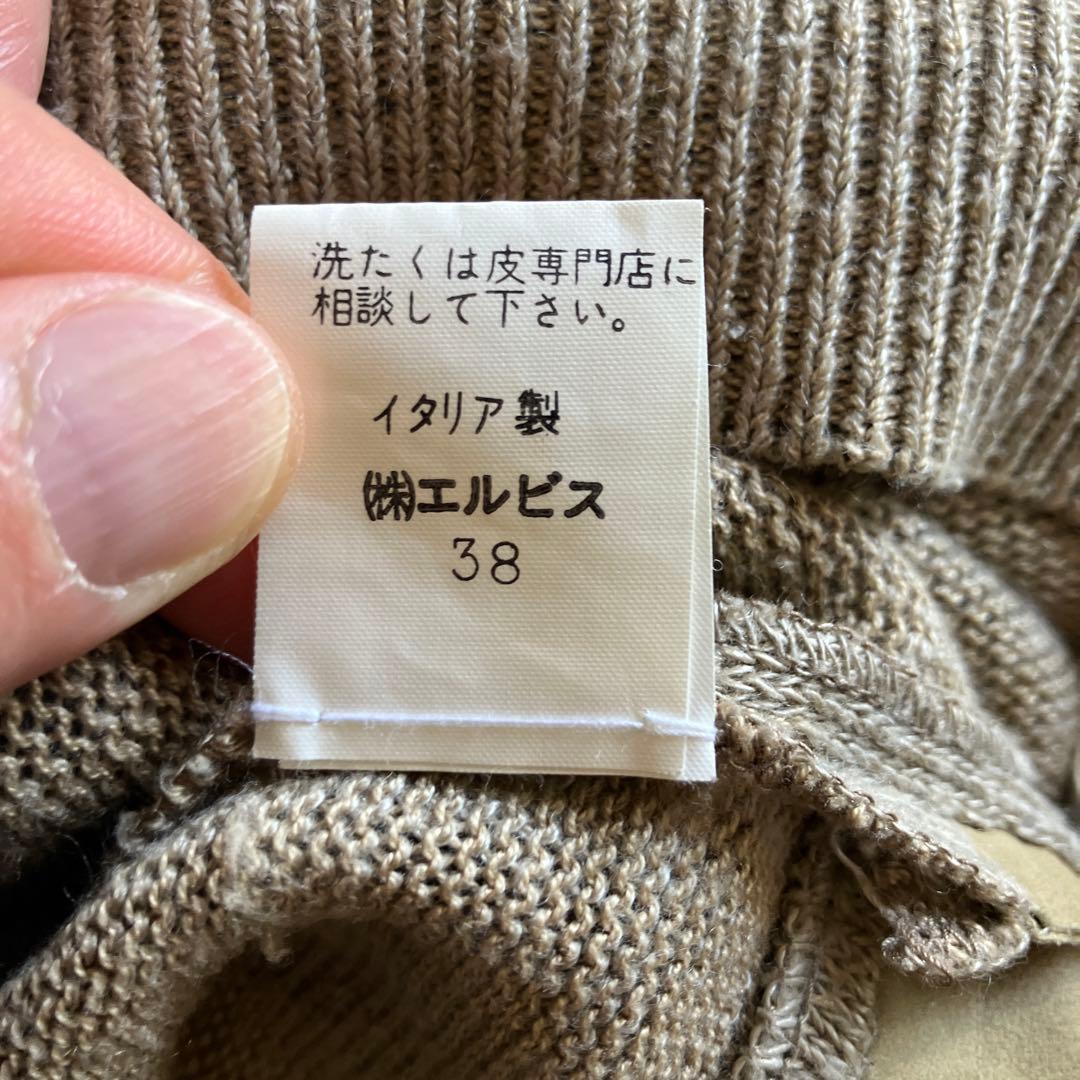 洗たくは皮専門店に
相談して下さい。
イタリア製
㈱エルビス
38